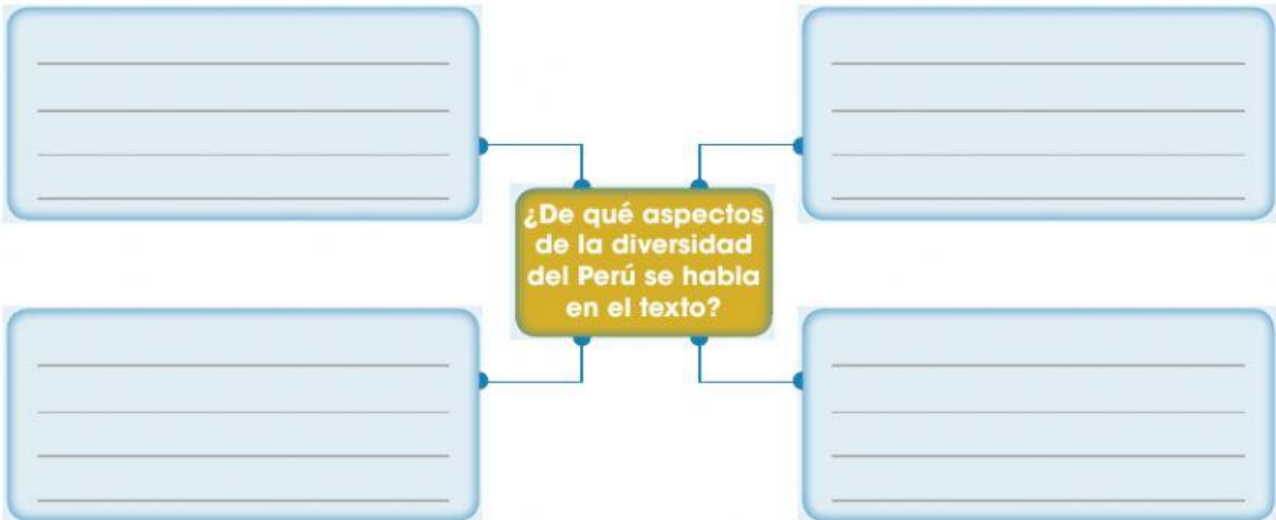 ¿De qué aspectos
de la diversidad
del Perú se habla
en el texto?